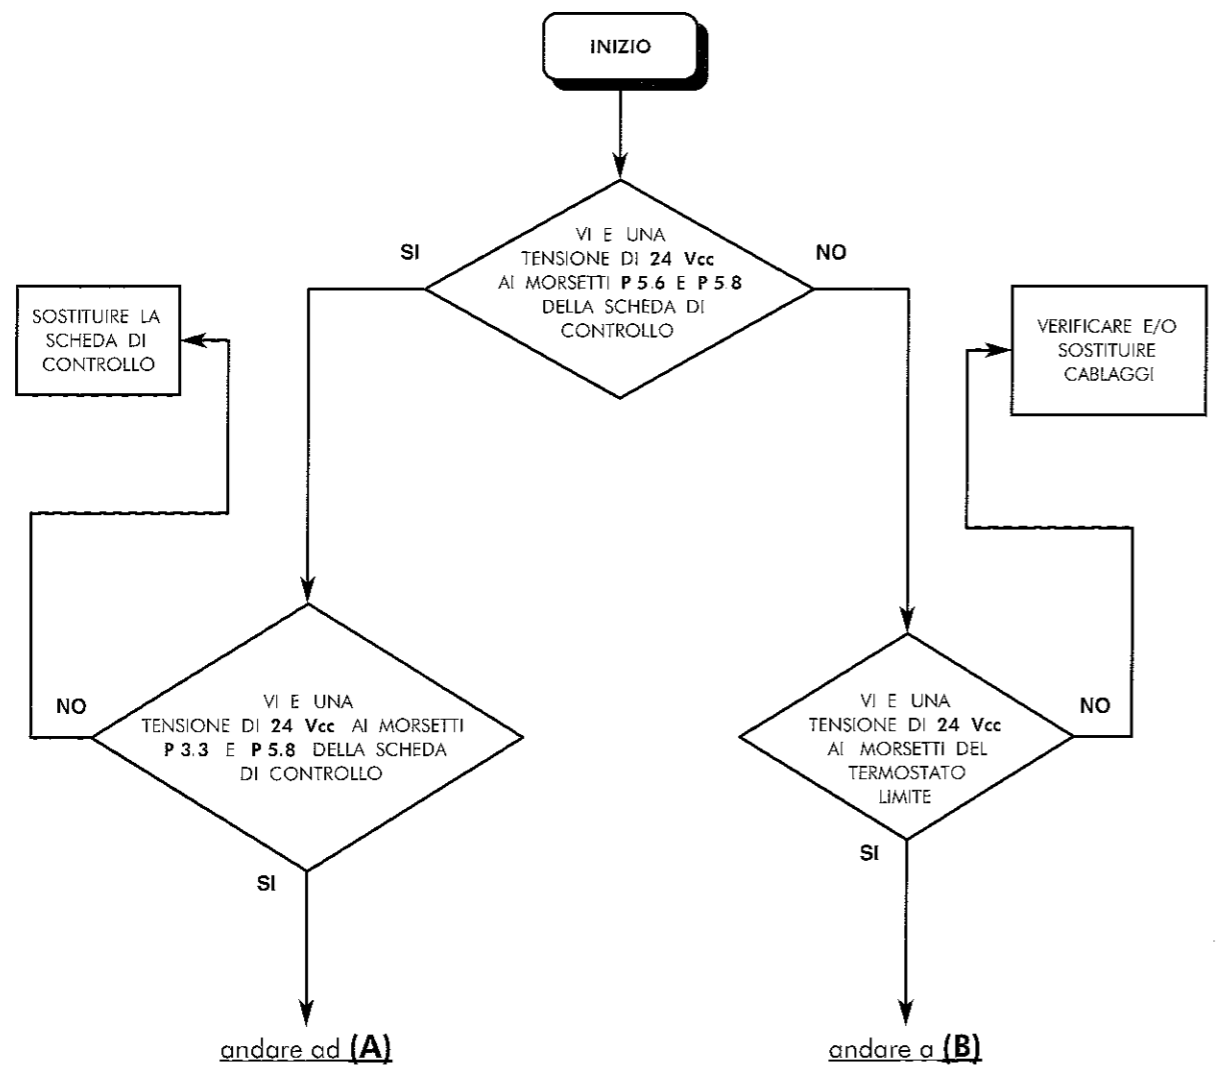 INIZIO
SI
VI E UNA
TENSIONE DI 24 Vcc
AI MORSETTI P 5.6 E P 5.8
DELLA SCHEDA DI
CONTROLLO
NO
SOSTITUIRE LA
SCHEDA DI
CONTROLLO
VERIFICARE E/O
SOSTITUIRE
CABLAGGI
NO
VI E UNA
TENSIONE DI 24 Vcc AI MORSETTI
P 3.3 E P 5.8 DELLA SCHEDA
DI CONTROLLO
SI
VI E UNA
TENSIONE DI 24 Vcc
AI MORSETTI DEL
TERMOSTATO
LIMITE
NO
SI
andare ad (A)
andare a (B)